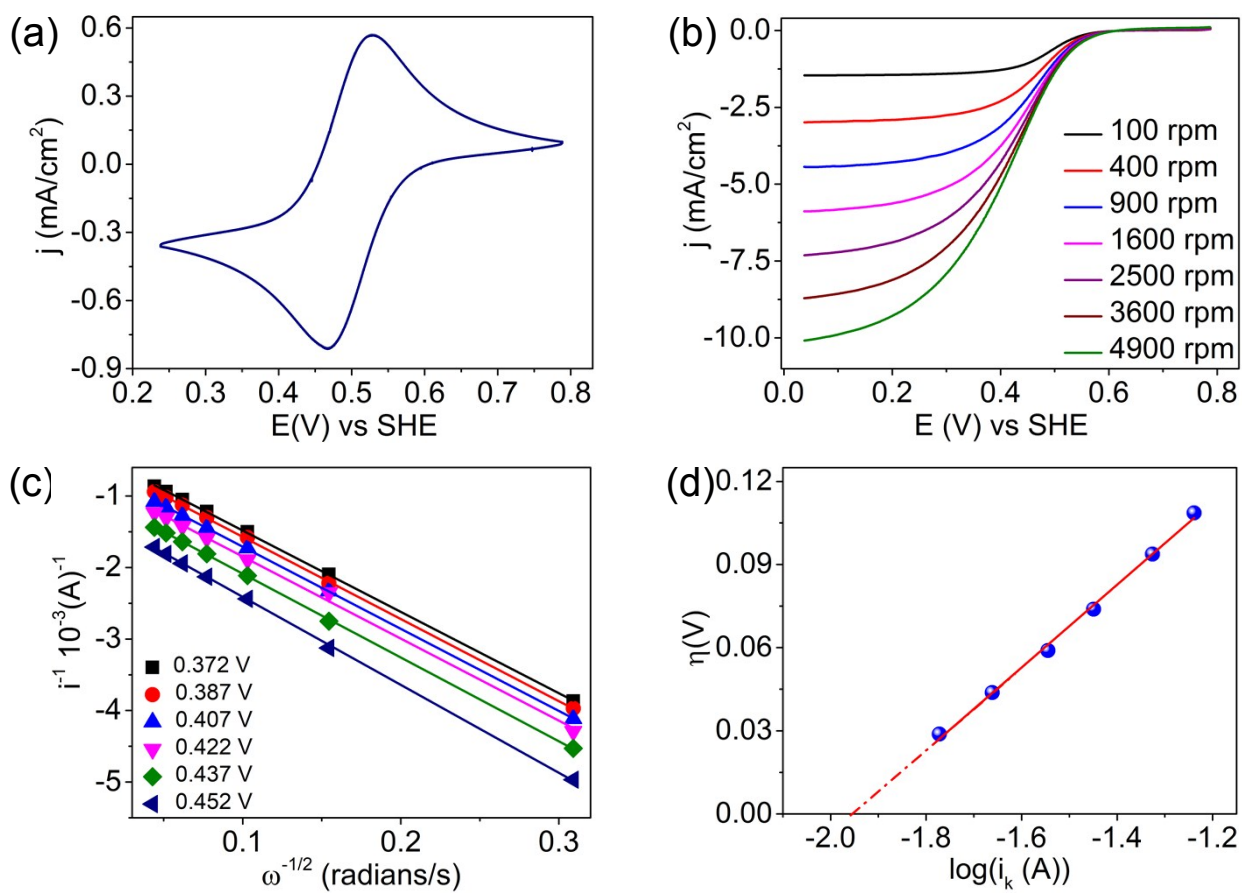 (a)
0.6
0.3
0.0
-0.3
-0.6
-0.9
j (mA/cm²)
0.2 0.3 0.4 0.5 0.6 0.7 0.8
E(V) vs SHE
(b)
0.0
-2.5
-5.0
-7.5
-10.0
j (mA/cm²)
100 rpm
400 rpm
900 rpm
1600 rpm
2500 rpm
3600 rpm
4900 rpm
0.0 0.2 0.4 0.6 0.8
E (V) vs SHE
(c)
-1
-2
-3
-4
-5
i⁻¹ 10⁻³(A)⁻¹
0.372 V
0.387 V
0.407 V
0.422 V
0.437 V
0.452 V
0.1 0.2 0.3
ω⁻¹/² (radians/s)
(d)
0.12
0.09
0.06
0.03
0.00
η(V)
-2.0 -1.8 -1.6 -1.4 -1.2
log(iₖ (A))